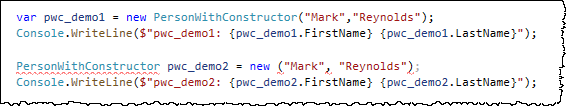 var pwc_demo1 = new PersonWithConstructor("Mark","Reynolds");
Console.WriteLine($"pwc_demo1: {pwc_demo1.FirstName} {pwc_demo1.LastName}");
PersonWithConstructor pwc_demo2 = new ("Mark", "Reynolds");
Console.WriteLine($"pwc_demo2: {pwc_demo2.FirstName} {pwc_demo2.LastName}");